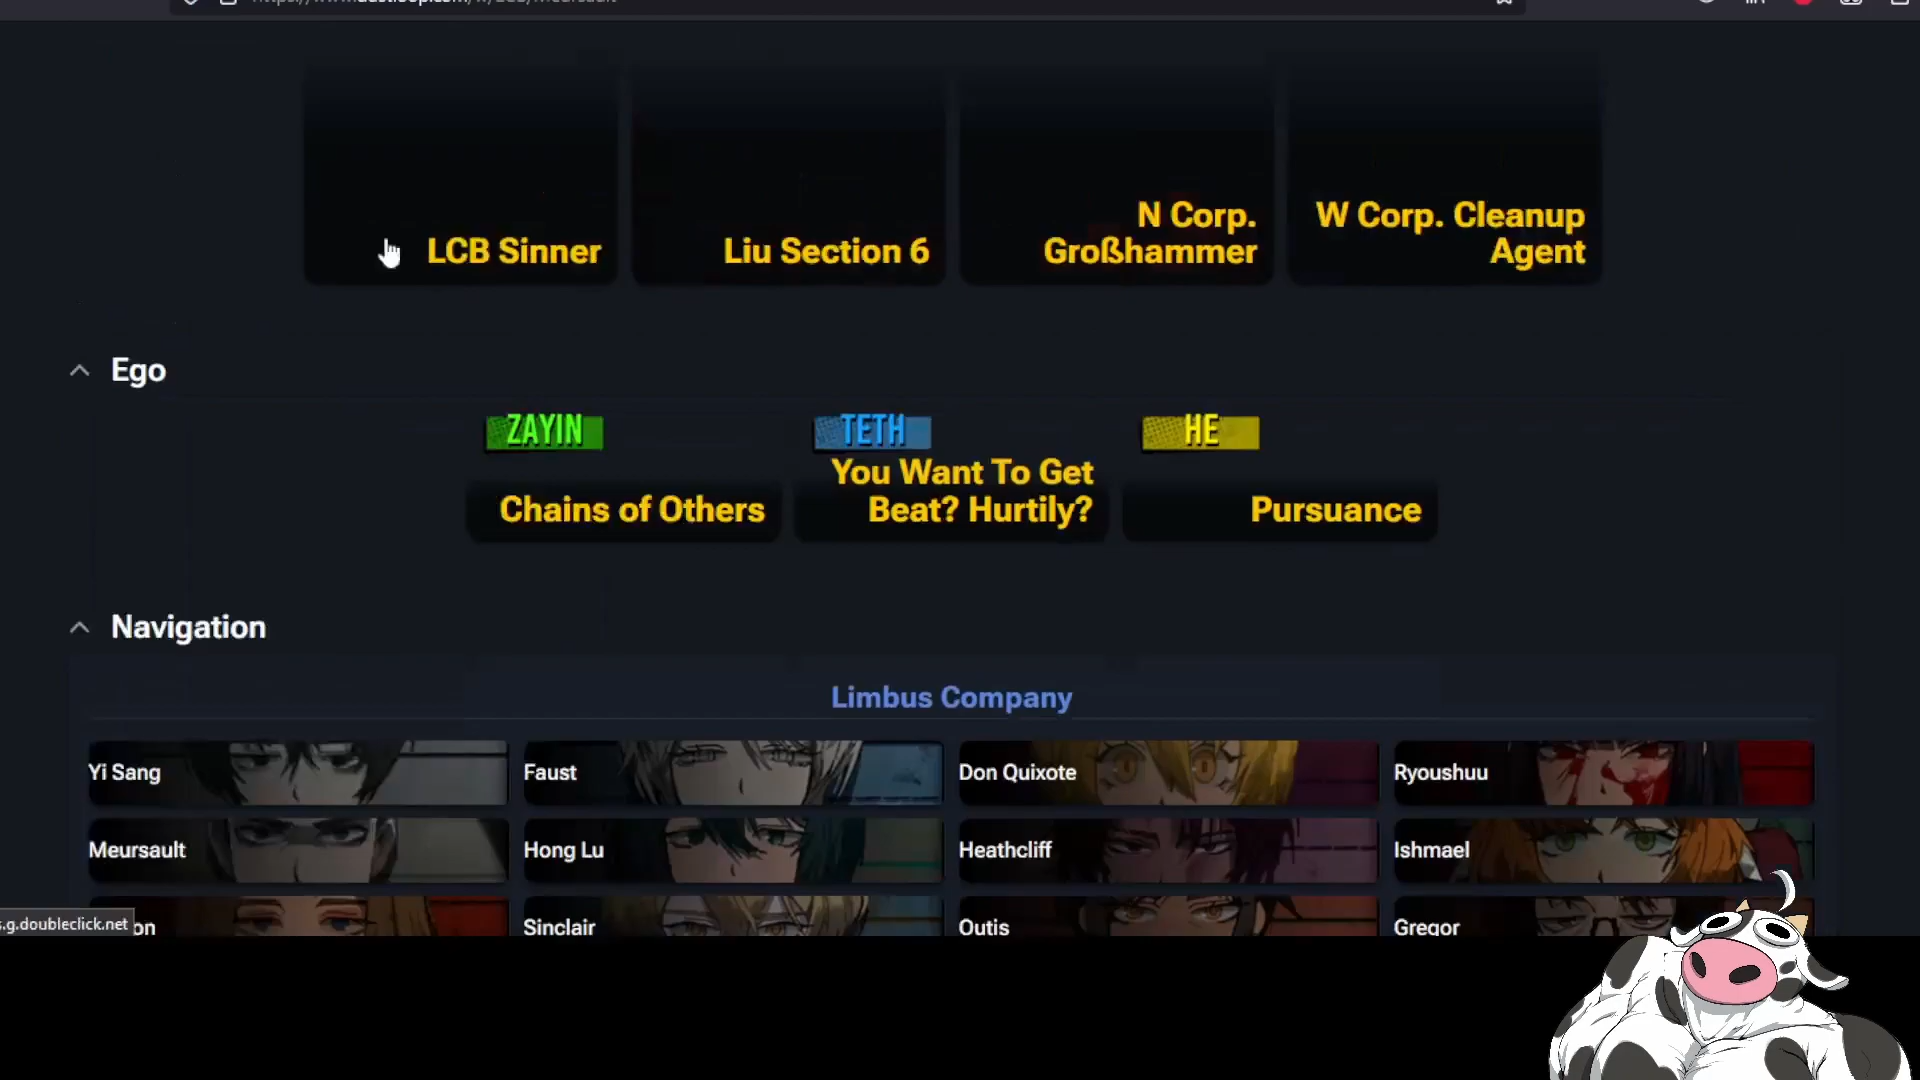 LCB Sinner
Liu Section 6
N Corp.
Großhammer
W Corp. Cleanup
Agent
Ego
ZAYIN
Chains of Others
TETH
You Want To Get
Beat? Hurtily?
HE
Pursuance
Navigation
Limbus Company
Yi Sang
Faust
Don Quixote
Ryoushuu
Meursault
Hong Lu
Heathcliff
Ishmael
on
Sinclair
Outis
Gregor
s.g.doubleclick.net